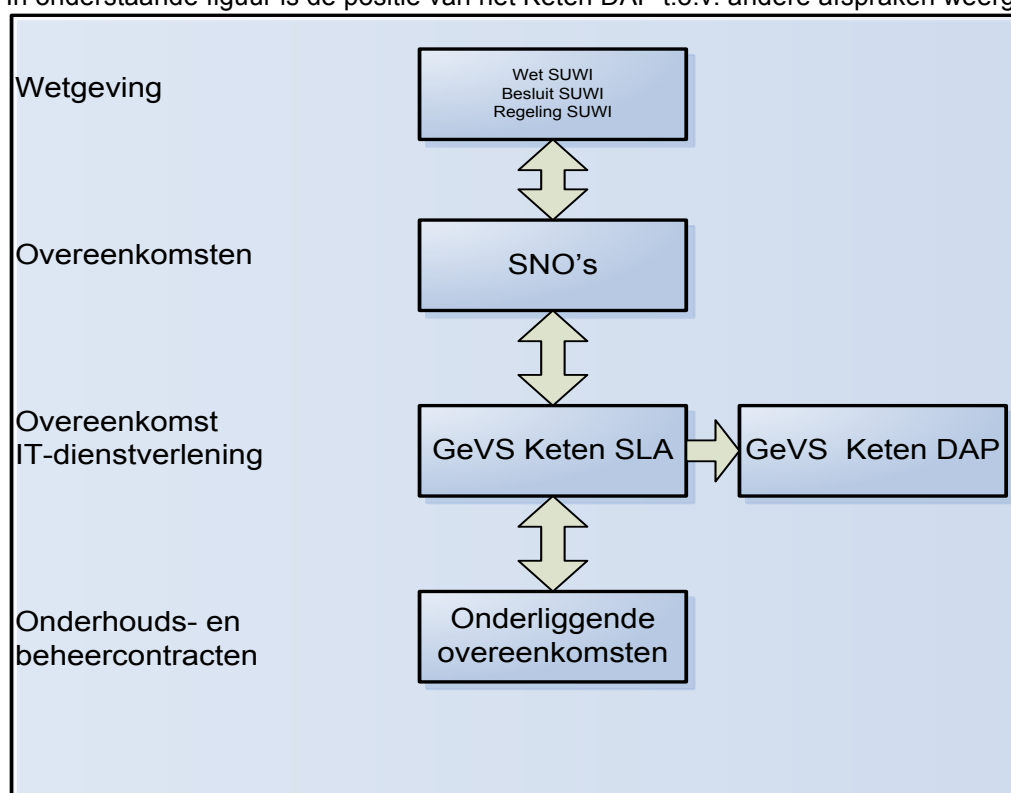 In onderstaande figuur is de positie van het Keten DAP t.o.v. andere afspraken
Wetgeving
Wet SUWI
Besluit SUWI
Regeling SUWI
Overeenkomsten
SNO's
Overeenkomst
IT-dienstverlening
GeVS Keten SLA
GeVS Keten DAP
Onderhouds- en
beheercontracten
Onderliggende
overeenkomsten